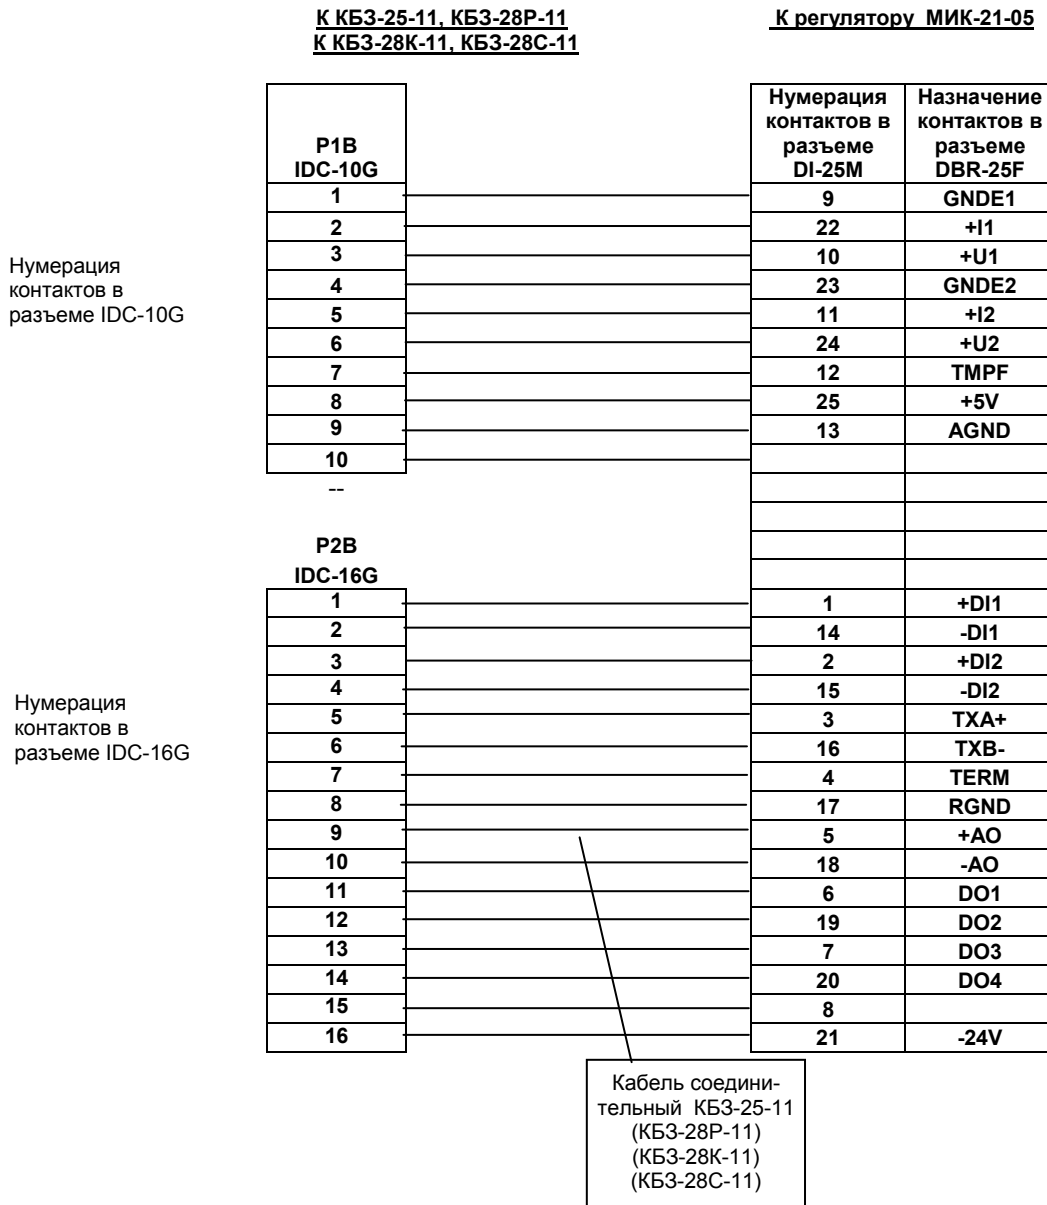 К КБЗ-25-11, КБЗ-28Р-11
К КБЗ-28К-11, КБЗ-28С-11
К регулятору МИК-21-05
P1B
IDC-10G
Нумерация
контактов в
разъеме
DI-25M
Назначение
контактов в
разъеме
DBR-25F
1 9 GNDE1
2 22 +I1
3 10 +U1
4 23 GNDE2
5 11 +I2
6 24 +U2
7 12 TMPF
8 25 +5V
9 13 AGND
10
--
Нумерация
контактов в
разъеме IDC-10G
P2B
IDC-16G
1 1 +DI1
2 14 -DI1
3 2 +DI2
4 15 -DI2
5 3 TXA+
6 16 TXB-
7 4 TERM
8 17 RGND
9 5 +AO
10 18 -AO
11 6 DO1
12 19 DO2
13 7 DO3
14 20 DO4
15 8
16 21 -24V
Нумерация
контактов в
разъеме IDC-16G
Кабель соедини-
тельный КБЗ-25-11
(КБЗ-28Р-11)
(КБЗ-28К-11)
(КБЗ-28С-11)